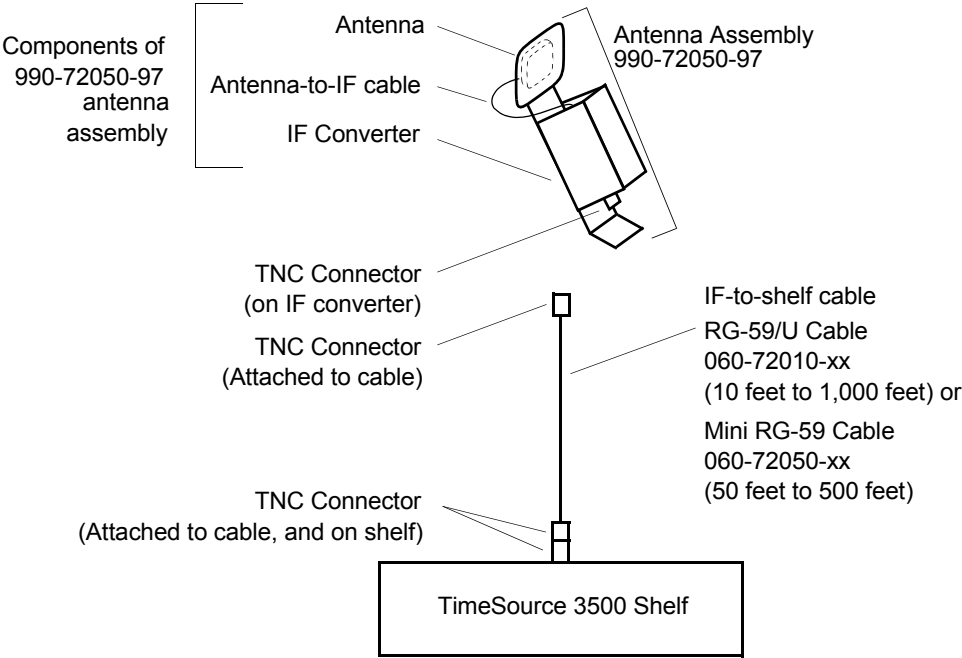 Components of
990-72050-97
antenna
assembly
Antenna
Antenna-to-IF cable
IF Converter
Antenna Assembly
990-72050-97
TNC Connector
(on IF converter)
TNC Connector
(Attached to cable)
IF-to-shelf cable
RG-59/U Cable
060-72010-xx
(10 feet to 1,000 feet) or
Mini RG-59 Cable
060-72050-xx
(50 feet to 500 feet)
TNC Connector
(Attached to cable, and on shelf)
TimeSource 3500 Shelf